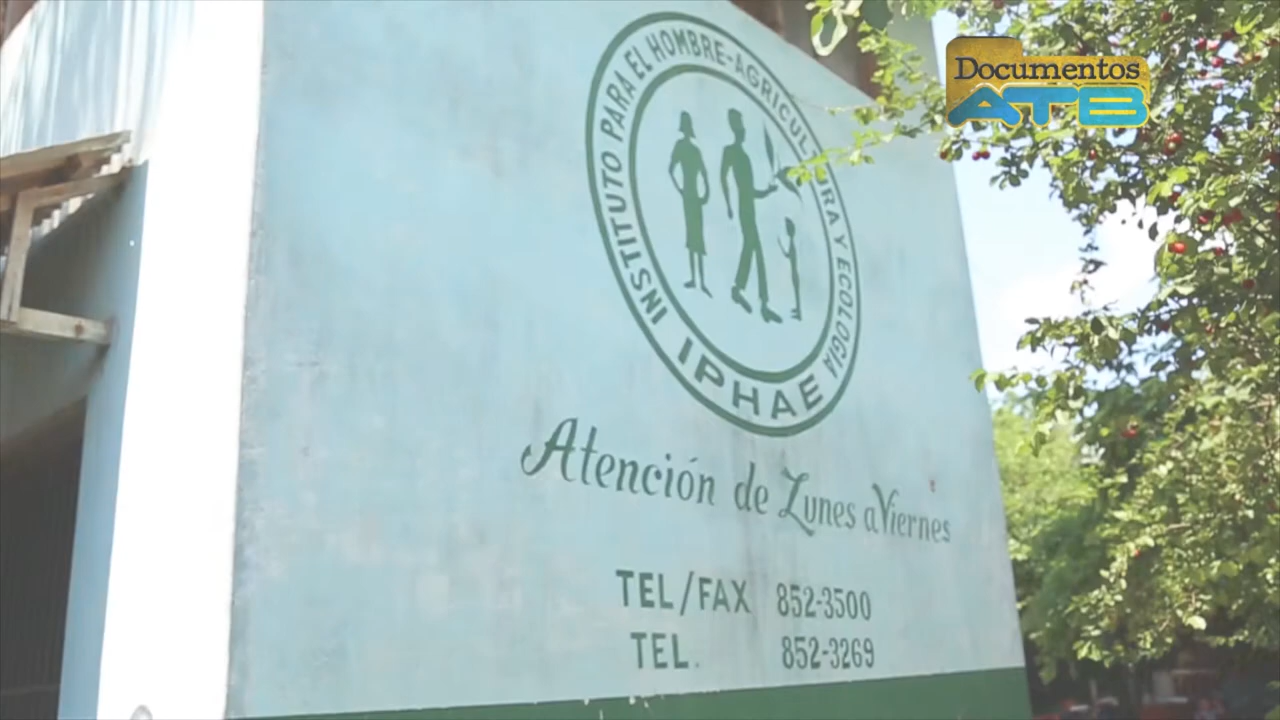 Documentos
ATB
INSTITUTO PARA EL HOMBRE-AGRICULTURA Y ECOLOGIA
IPHAE
Atención de Lunes a Viernes
TEL/FAX 852-3500
TEL. 852-3269